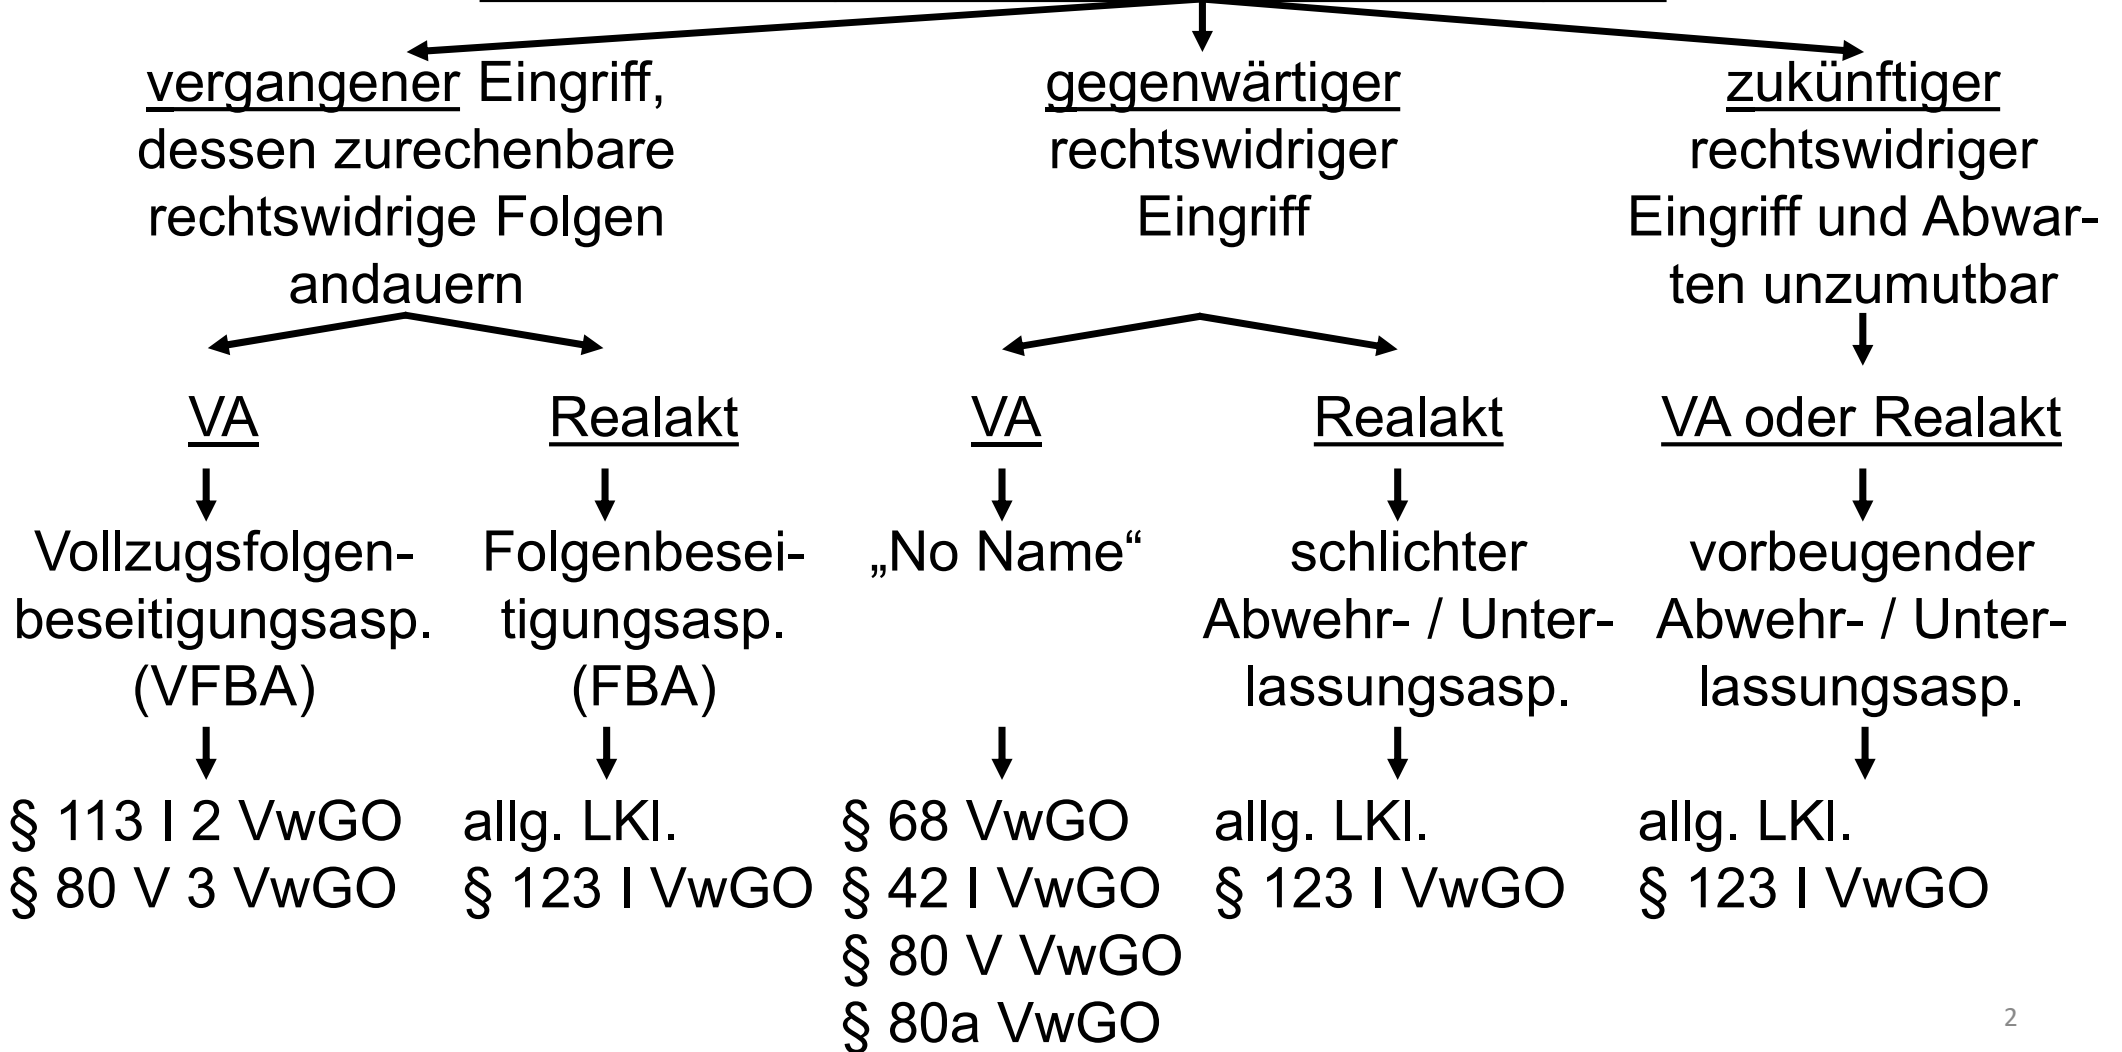 vergangener Eingriff,
dessen zurechenbare
rechtswidrige Folgen
andauern
gegenwärtiger
rechtswidriger
Eingriff
zukünftiger
rechtswidriger
Eingriff und Abwar-
ten unzumutbar
VA
Realakt
VA
Realakt
VA oder Realakt
Vollzugsfolgen-
beseitigungsasp.
(VFBA)
Folgenbesei-
tigungsasp.
(FBA)
„No Name“
schlichter
Abwehr- / Unter-
lassungsasp.
vorbeugender
Abwehr- / Unter-
lassungsasp.
§ 113 I 2 VwGO
§ 80 V 3 VwGO
allg. LKl.
§ 123 I VwGO
§ 68 VwGO
§ 42 I VwGO
§ 80 V VwGO
§ 80a VwGO
allg. LKl.
§ 123 I VwGO
allg. LKl.
§ 123 I VwGO
2